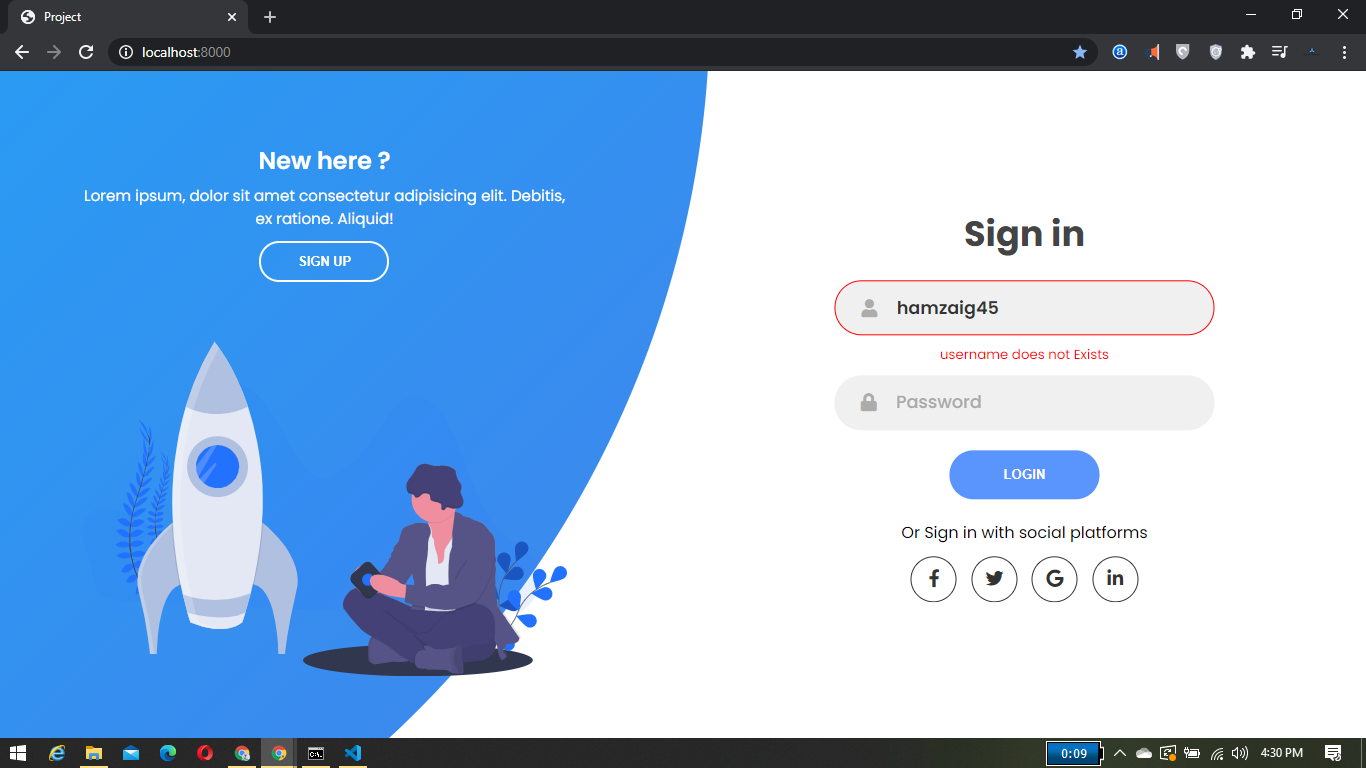 Project
localhost:8000
New here ?
Lorem ipsum, dolor sit amet consectetur adipisicing elit. Debitis,
ex ratione. Aliquid!
SIGN UP
Sign in
hamzaig45
username does not Exists
Password
LOGIN
Or Sign in with social platforms
0:09
4:30 PM